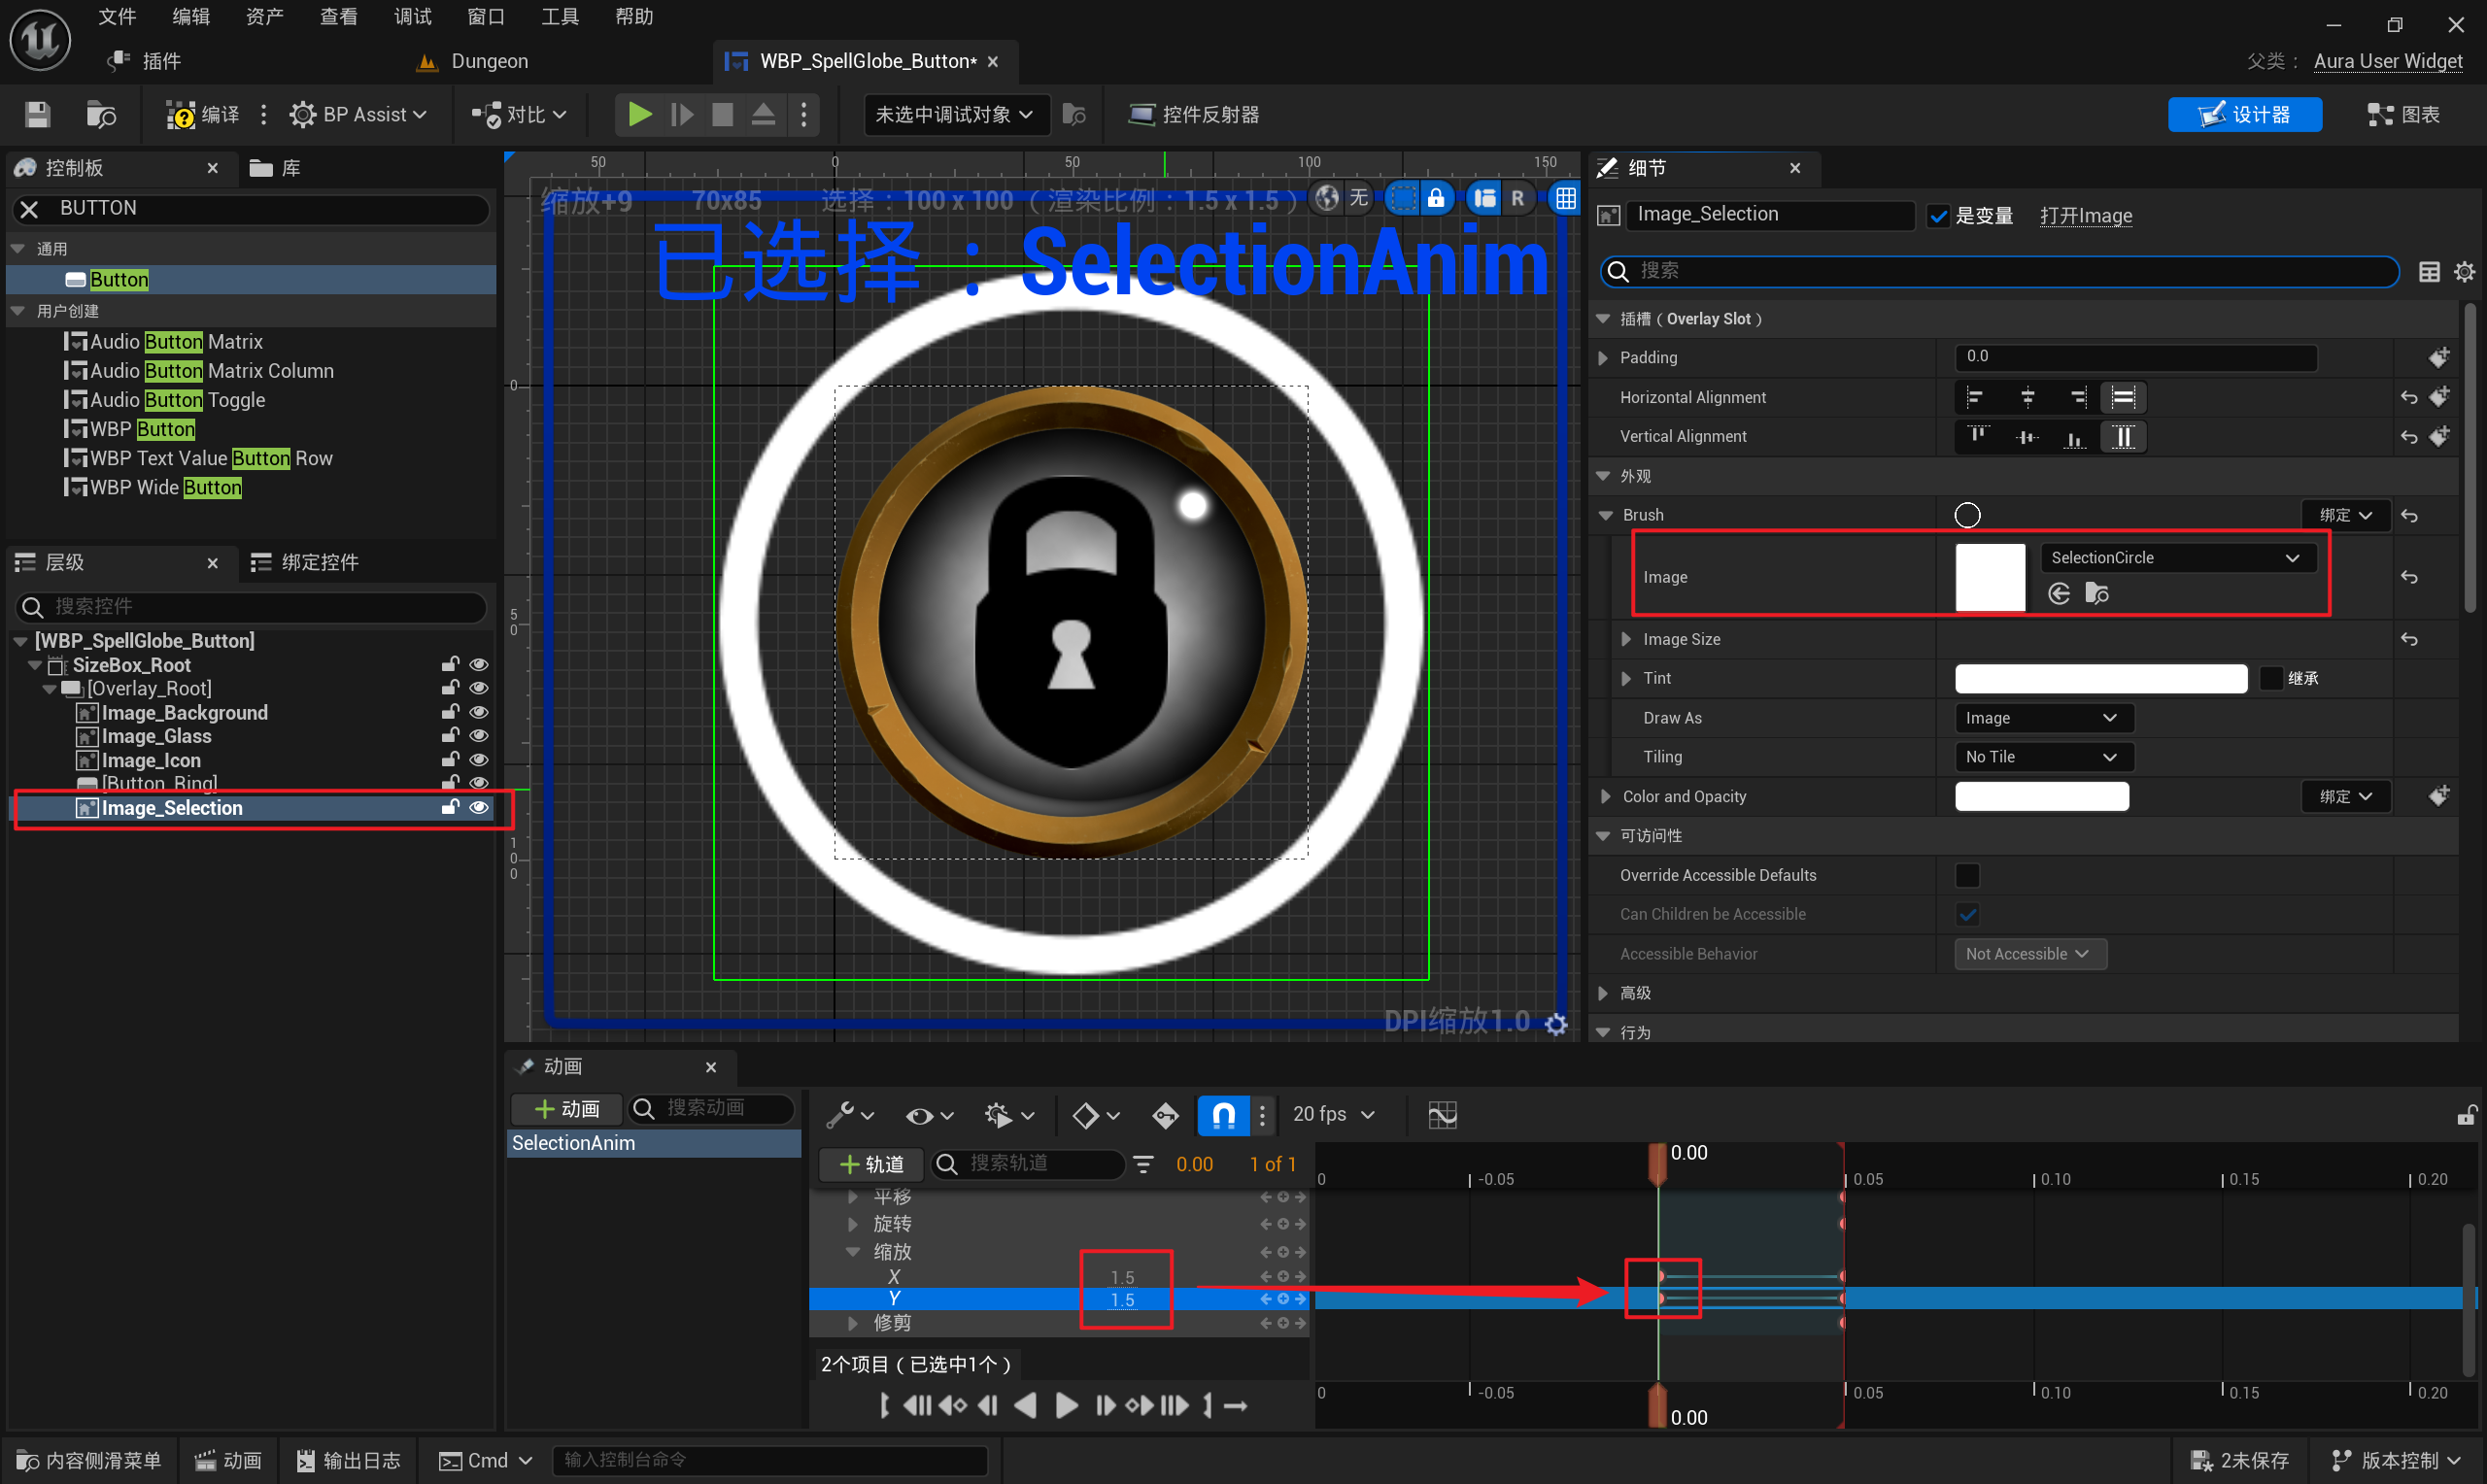 文件 编辑 资产 查看 调试 窗口 工具 帮助
插件 Dungeon WBP_SpellGlobe_Button* 父类： Aura User Widget
编译 BP Assist 对比 未选中调试对象 控件反射器 设计器 图表
控制板 库
BUTTON
通用
Button
用户创建
Audio Button Matrix
Audio Button Matrix Column
Audio Button Toggle
WBP Button
WBP Text Value Button Row
WBP Wide Button
层级 绑定控件
搜索控件
[WBP_SpellGlobe_Button]
SizeBox_Root
[Overlay_Root]
Image_Background
Image_Glass
Image_Icon
[Button_Ring]
Image_Selection
50 0 50 100 150
缩放+9 70x85 选择：100 x 100（渲染比例：1.5 x 1.5） 无 R
已选择：SelectionAnim
0
50
100
DPI缩放1.0
细节
Image_Selection 是变量 打开Image
搜索
插槽（Overlay Slot）
Padding 0.0
Horizontal Alignment
Vertical Alignment
外观
Brush 绑定
Image SelectionCircle
Image Size
Tint 继承
Draw As Image
Tiling No Tile
Color and Opacity 绑定
可访问性
Override Accessible Defaults
Can Children be Accessible
Accessible Behavior Not Accessible
高级
行为
动画
动画 搜索动画 20 fps
SelectionAnim
轨道 搜索轨道 0.00 1 of 1
0.00
0 -0.05 0.05 0.10 0.15 0.20
平移
旋转
缩放
X 1.5
Y 1.5
修剪
2个项目（已选中1个）
0 -0.05 0.05 0.10 0.15 0.20
0.00
内容侧滑菜单 动画 输出日志 Cmd 输入控制台命令 2未保存 版本控制